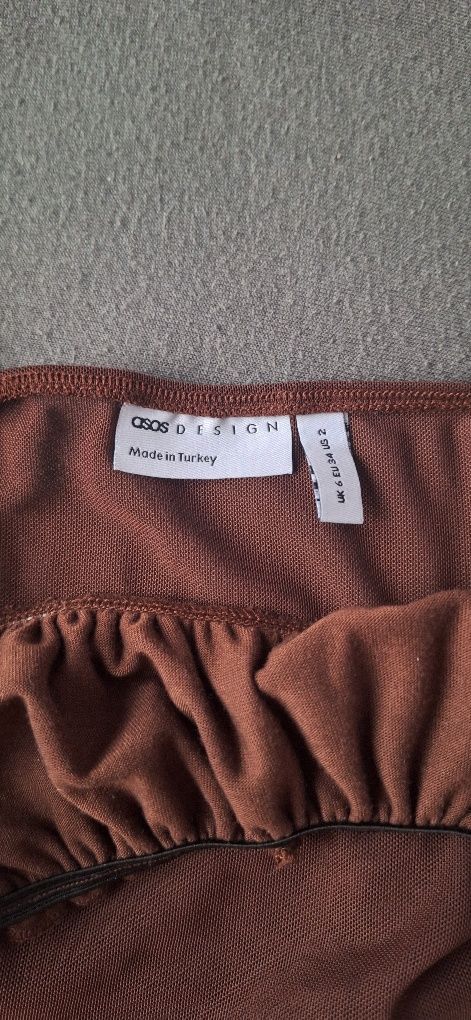 asos DESIGN
Made in Turkey
UK 6 EU 34 US 2